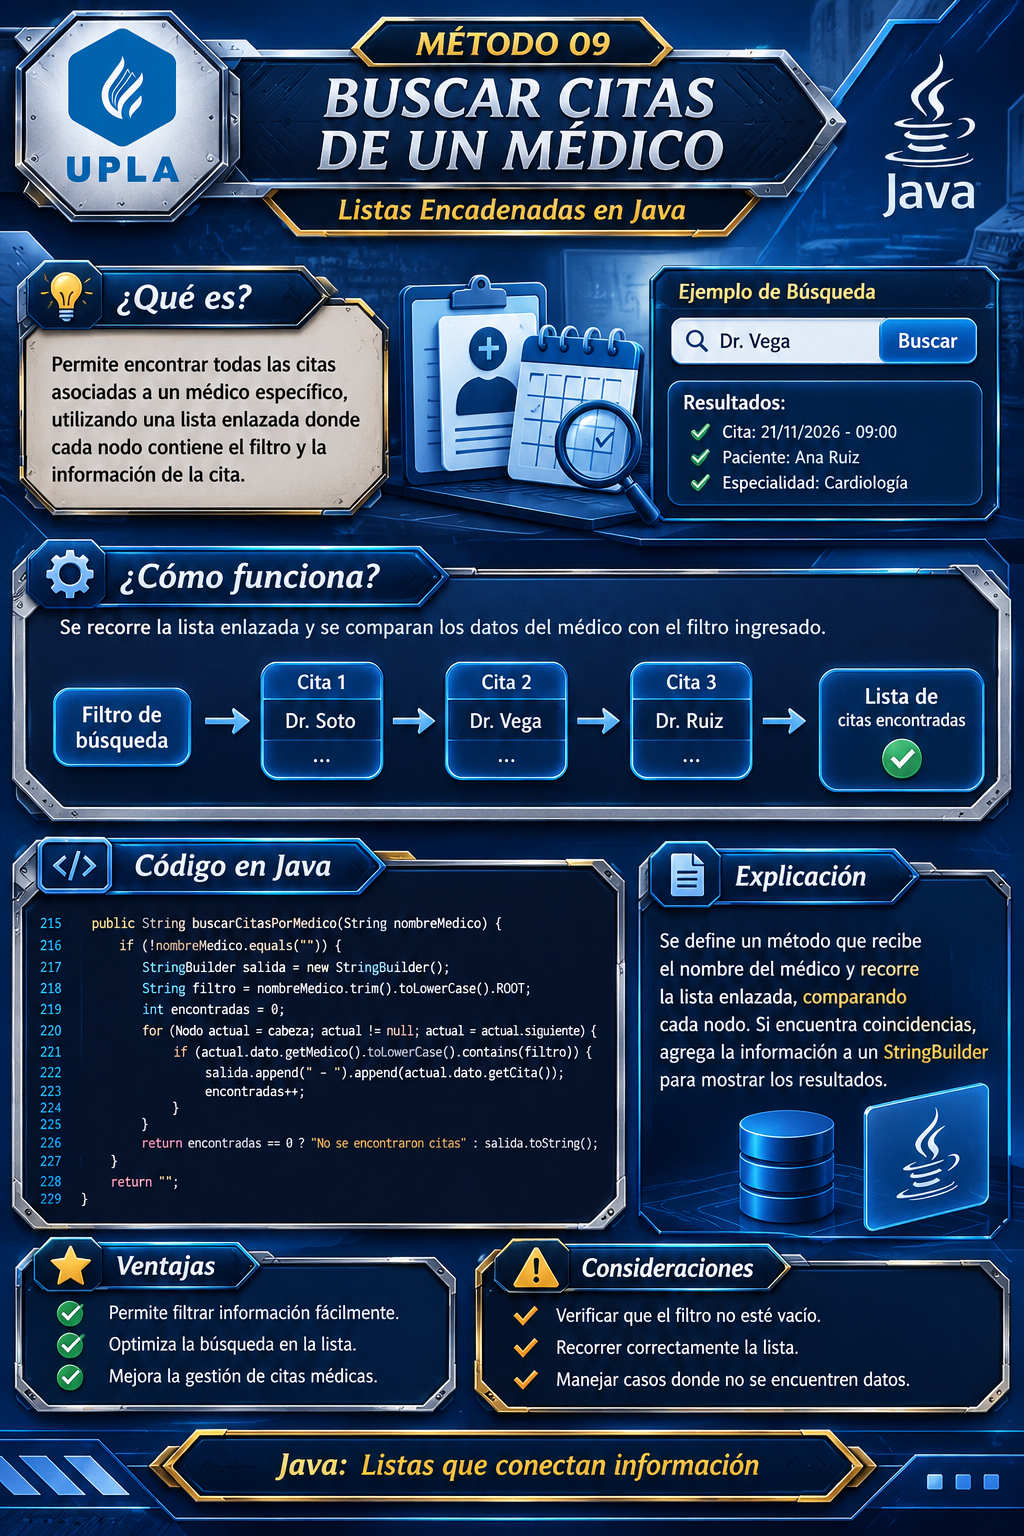 UPLA
MÉTODO 09
BUSCAR CITAS
DE UN MÉDICO
Listas Encadenadas en Java
Java
¿Qué es?
Permite encontrar todas las citas
asociadas a un médico específico,
utilizando una lista enlazada donde
cada nodo contiene el filtro y la
información de la cita.
Ejemplo de Búsqueda
Dr. Vega
Buscar
Resultados:
Cita: 21/11/2026 - 09:00
Paciente: Ana Ruiz
Especialidad: Cardiología
¿Cómo funciona?
Se recorre la lista enlazada y se comparan los datos del médico con el filtro ingresado.
Filtro de
búsqueda
Cita 1
Dr. Soto
...
Cita 2
Dr. Vega
...
Cita 3
Dr. Ruiz
...
Lista de
citas encontradas
Código en Java
215 public String buscarCitasPorMedico(String nombreMedico) {
216 if (!nombreMedico.equals("")) {
217 StringBuilder salida = new StringBuilder();
218 String filtro = nombreMedico.trim().toLowerCase().ROOT;
219 int encontradas = 0;
220 for (Nodo actual = cabeza; actual != null; actual = actual.siguiente) {
221 if (actual.dato.getMedico().toLowerCase().contains(filtro)) {
222 salida.append(" - ").append(actual.dato.getCita());
223 encontradas++;
224 }
225 }
226 return encontradas == 0 ? "No se encontraron citas" : salida.toString();
227 }
228 return "";
229 }
Explicación
Se define un método que recibe
el nombre del médico y recorre
la lista enlazada, comparando
cada nodo. Si encuentra coincidencias,
agrega la información a un StringBuilder
para mostrar los resultados.
Ventajas
Permite filtrar información fácilmente.
Optimiza la búsqueda en la lista.
Mejora la gestión de citas médicas.
Consideraciones
Verificar que el filtro no esté vacío.
Recorrer correctamente la lista.
Manejar casos donde no se encuentren datos.
Java: Listas que conectan información